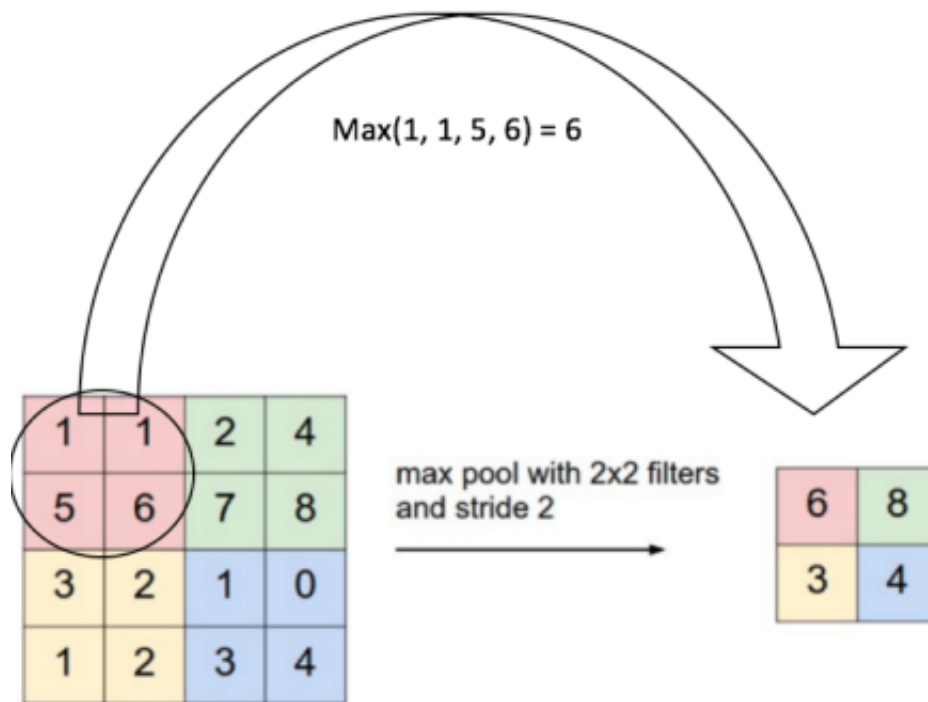 Max(1, 1, 5, 6) = 6
1 1 2 4
5 6 7 8
3 2 1 0
1 2 3 4
max pool with 2x2 filters
and stride 2
6 8
3 4